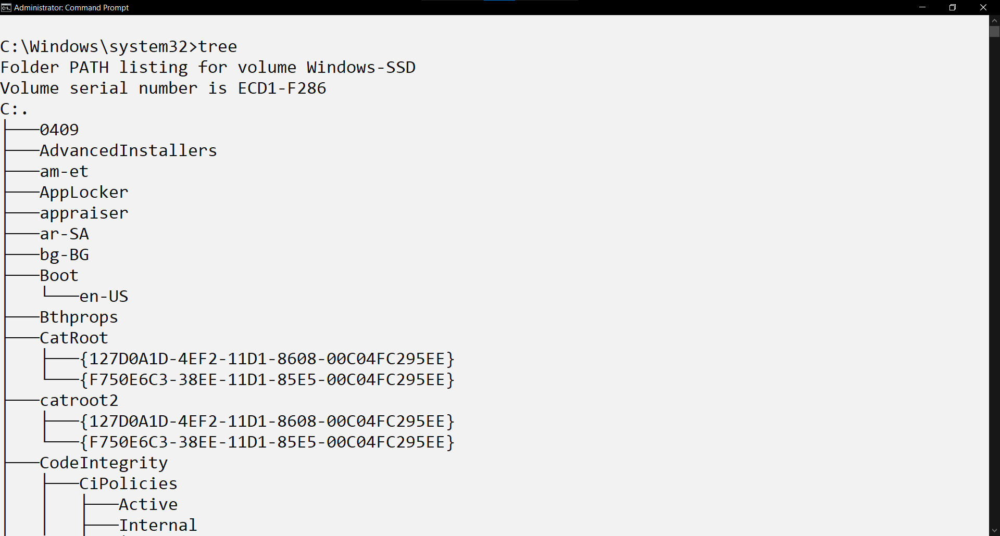 Administrator: Command Prompt
C:\Windows\system32>tree
Folder PATH listing for volume Windows-SSD
Volume serial number is ECD1-F286
C:.
├───0409
├───AdvancedInstallers
├───am-et
├───AppLocker
├───appraiser
├───ar-SA
├───bg-BG
├───Boot
│   └───en-US
├───Bthprops
├───CatRoot
│   ├───{127D0A1D-4EF2-11D1-8608-00C04FC295EE}
│   └───{F750E6C3-38EE-11D1-85E5-00C04FC295EE}
├───catroot2
│   ├───{127D0A1D-4EF2-11D1-8608-00C04FC295EE}
│   └───{F750E6C3-38EE-11D1-85E5-00C04FC295EE}
├───CodeIntegrity
│   ├───CiPolicies
│   │   ├───Active
│   │   ├───Internal